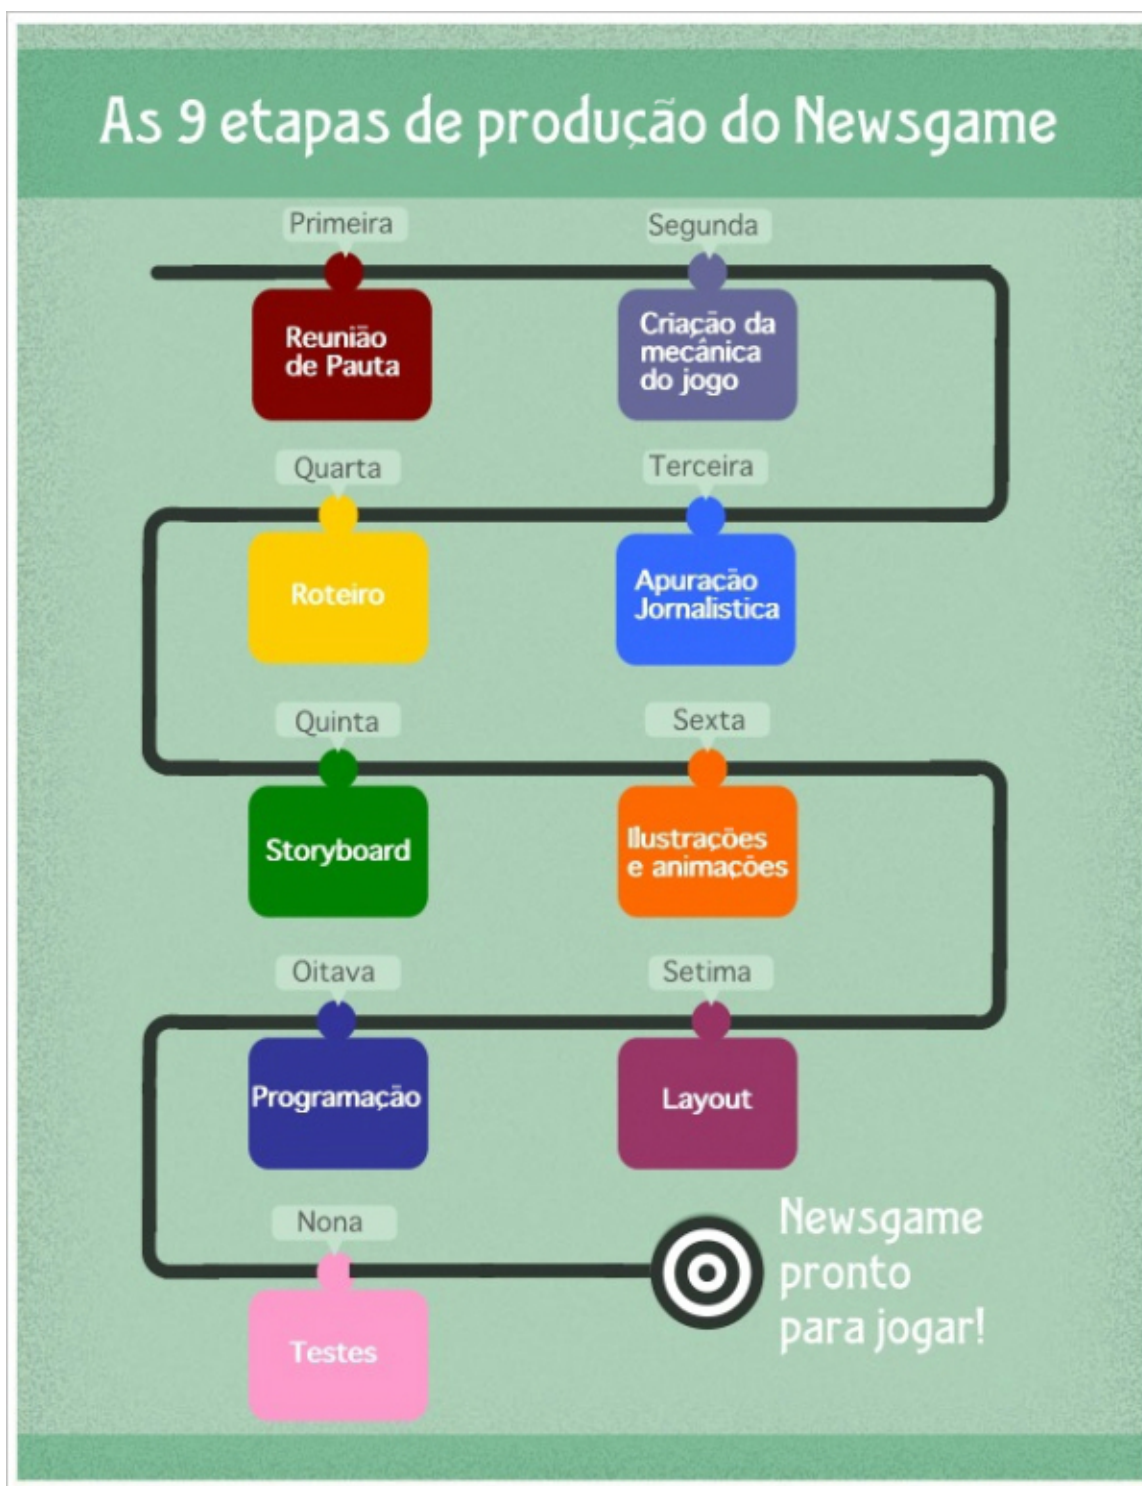 As 9 etapas de produção do Newsgame
Primeira
Reunião
de Pauta
Segunda
Criação da
mecânica
do jogo
Terceira
Apuração
Jornalistica
Quarta
Roteiro
Quinta
Storyboard
Sexta
Ilustrações
e animações
Setima
Layout
Oitava
Programação
Nona
Testes
Newsgame
pronto
para jogar!